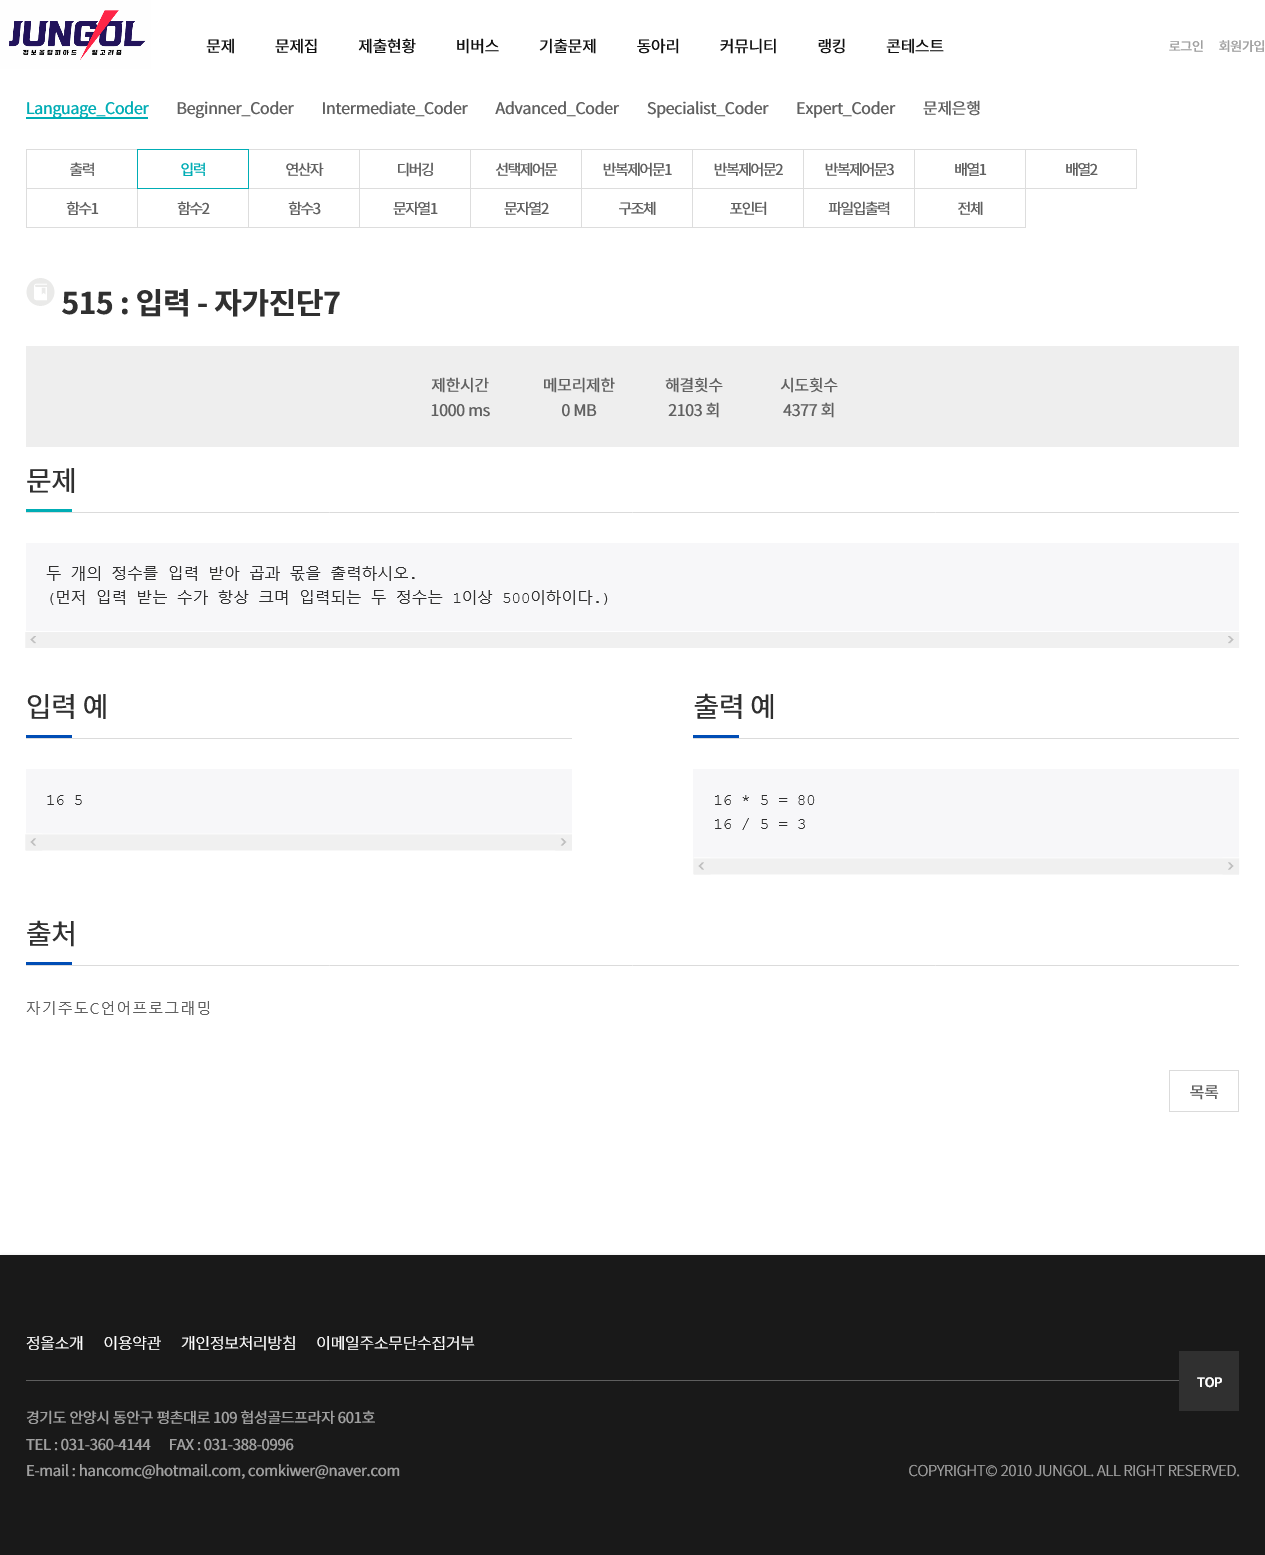 JUNGOL
정보올림피아드 알고리즘
문제 문제집 제출현황 비버스 기출문제 동아리 커뮤니티 랭킹 콘테스트 로그인 회원가입
Language_Coder Beginner_Coder Intermediate_Coder Advanced_Coder Specialist_Coder Expert_Coder 문제은행
출력 입력 연산자 디버깅 선택제어문 반복제어문1 반복제어문2 반복제어문3 배열1 배열2
함수1 함수2 함수3 문자열1 문자열2 구조체 포인터 파일입출력 전체
515 : 입력 - 자가진단7
제한시간 메모리제한 해결횟수 시도횟수
1000 ms 0 MB 2103 회 4377 회
문제
두 개의 정수를 입력 받아 곱과 몫을 출력하시오.
(먼저 입력 받는 수가 항상 크며 입력되는 두 정수는 1이상 500이하이다.)
입력 예
16 5
출력 예
16 * 5 = 80
16 / 5 = 3
출처
자기주도C언어프로그래밍
목록
정올소개 이용약관 개인정보처리방침 이메일주소무단수집거부
TOP
경기도 안양시 동안구 평촌대로 109 협성골드프라자 601호
TEL : 031-360-4144 FAX : 031-388-0996
E-mail : hancomc@hotmail.com, comkiwer@naver.com
COPYRIGHT© 2010 JUNGOL. ALL RIGHT RESERVED.